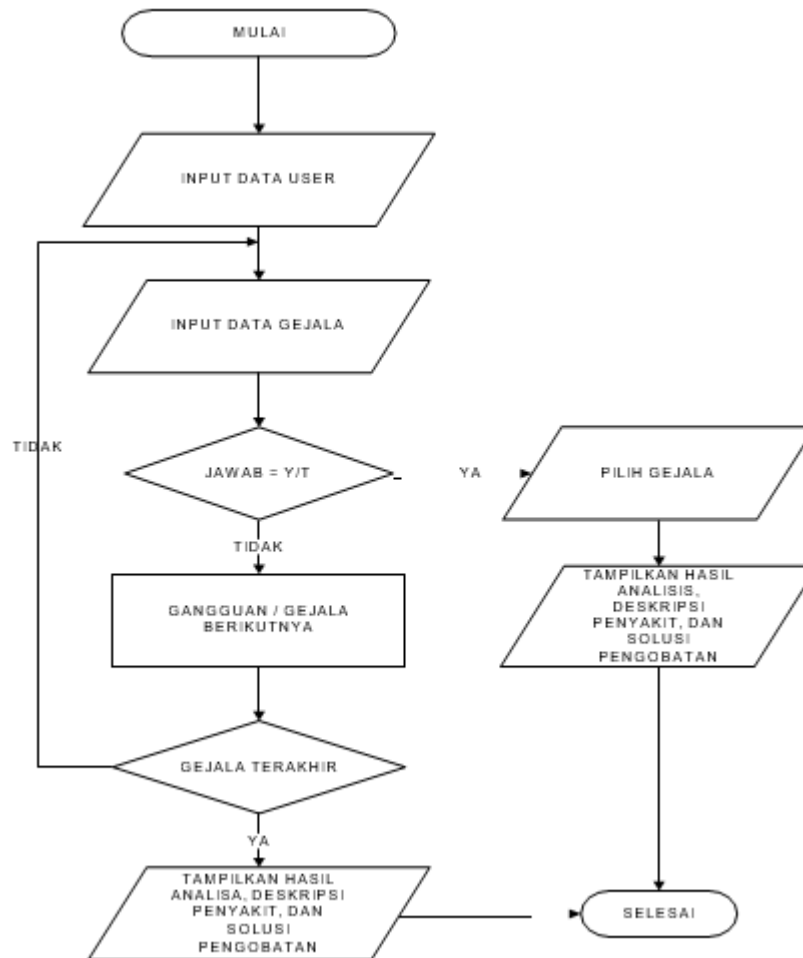 MULAI
INPUT DATA USER
INPUT DATA GEJALA
TIDAK
JAWAB = Y/T
YA
PILIH GEJALA
TIDAK
TAMPILKAN HASIL
ANALISIS,
DESKRIPSI
PENYAKIT, DAN
SOLUSI
PENGOBATAN
GANGGUAN / GEJALA
BERIKUTNYA
GEJALA TERAKHIR
YA
TAMPILKAN HASIL
ANALISA, DESKRIPSI
PENYAKIT, DAN
SOLUSI
PENGOBATAN
SELESAI